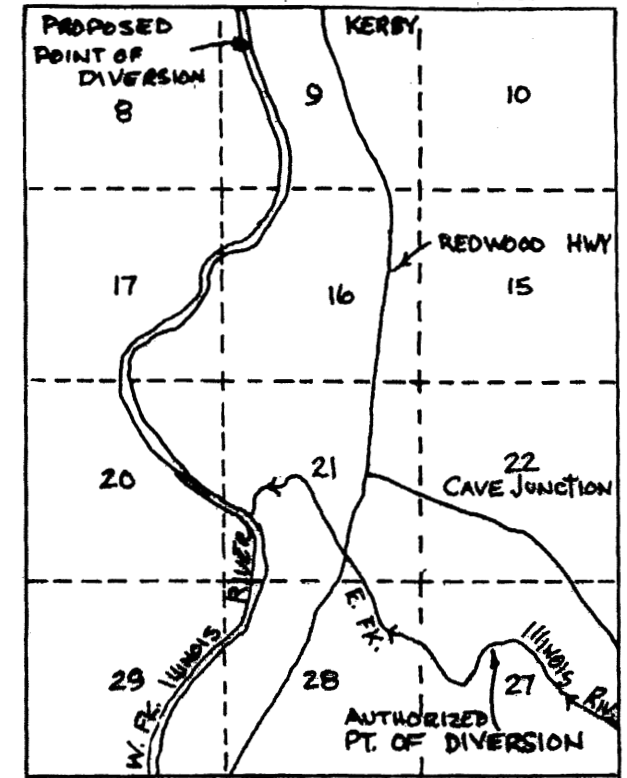 PROPOSED
POINT OF
DIVERSION
KERBY
8
9
10
REDWOOD HWY
17
16
15
20
21
22
CAVE JUNCTION
RIVER
E. FK.
W. FK. ILLINOIS
29
28
27
ILLINOIS RIV.
AUTHORIZED
PT. OF DIVERSION